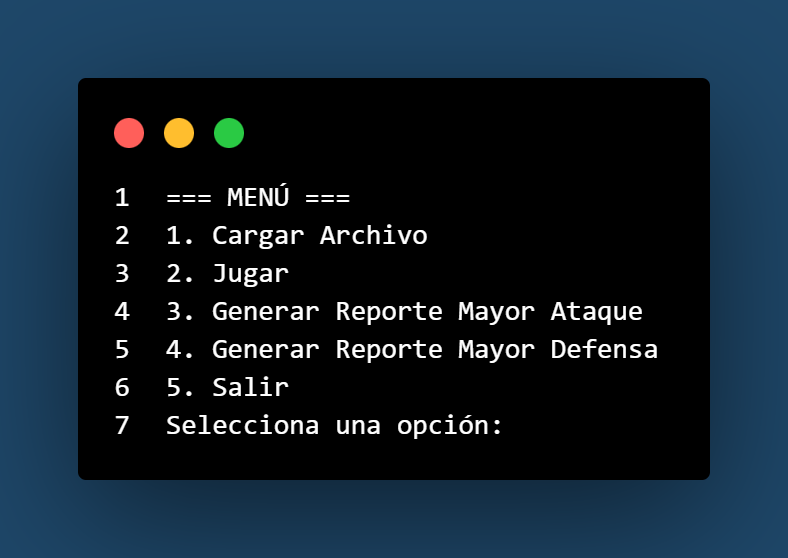 1 === MENÚ ===
2 1. Cargar Archivo
3 2. Jugar
4 3. Generar Reporte Mayor Ataque
5 4. Generar Reporte Mayor Defensa
6 5. Salir
7 Selecciona una opción: